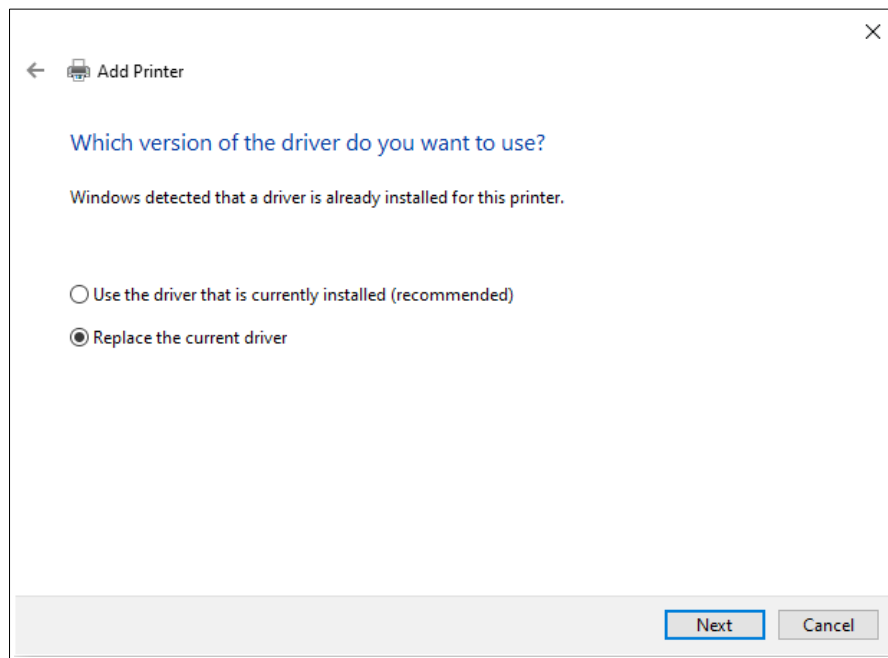 Add Printer
Which version of the driver do you want to use?
Windows detected that a driver is already installed for this printer.
Use the driver that is currently installed (recommended)
Replace the current driver
Next Cancel